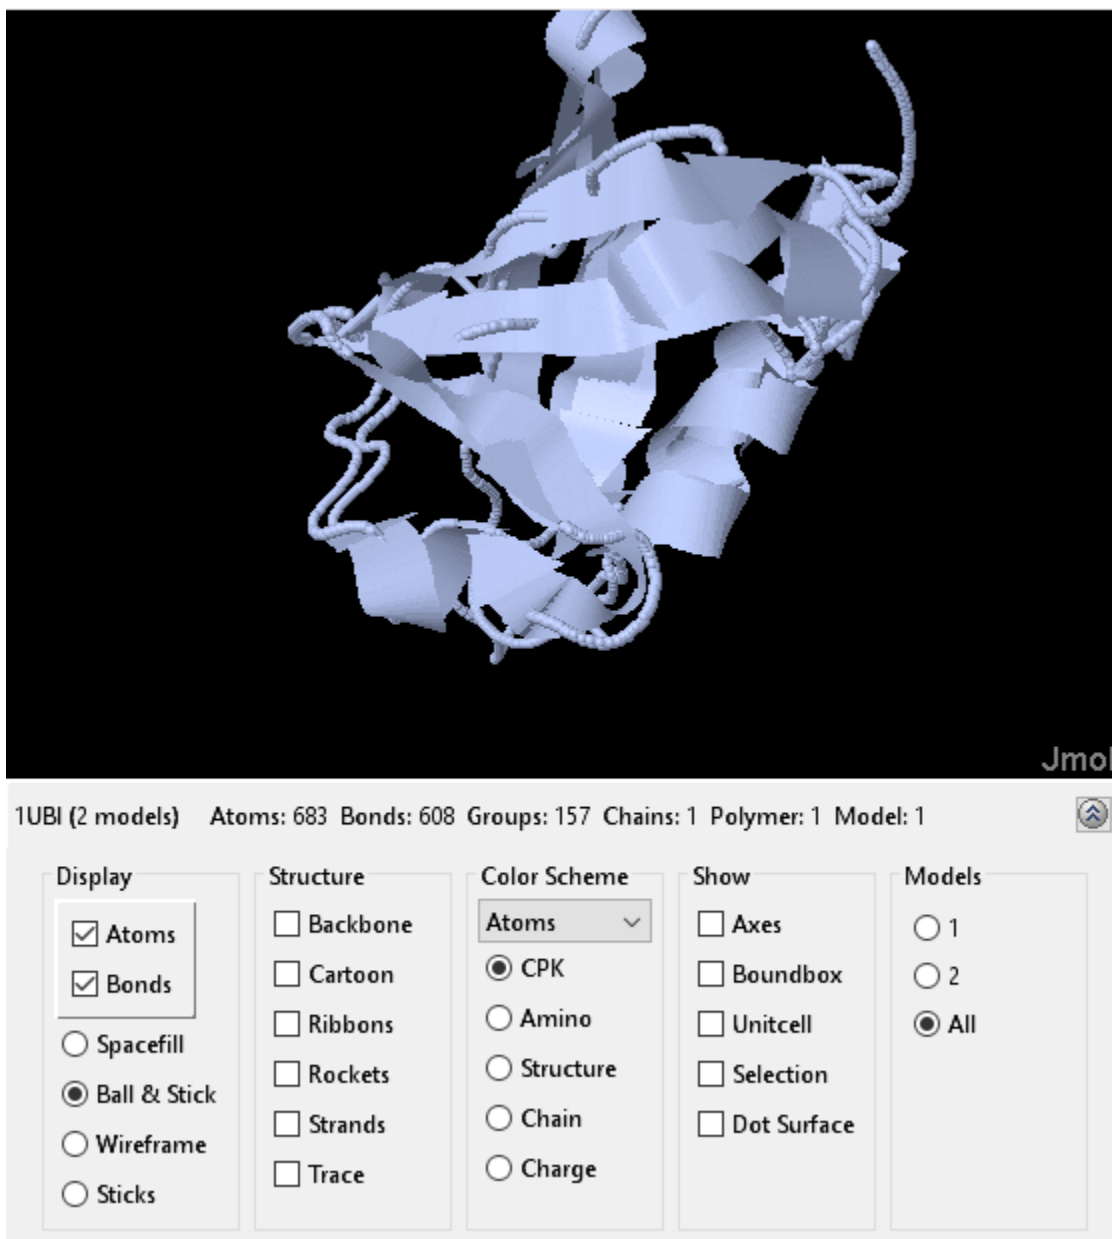 Jmol
1UBI (2 models) Atoms: 683 Bonds: 608 Groups: 157 Chains: 1 Polymer: 1 Model: 1
Display
Atoms
Bonds
Spacefill
Ball & Stick
Wireframe
Sticks
Structure
Backbone
Cartoon
Ribbons
Rockets
Strands
Trace
Color Scheme
Atoms
CPK
Amino
Structure
Chain
Charge
Show
Axes
Boundbox
Unitcell
Selection
Dot Surface
Models
1
2
All